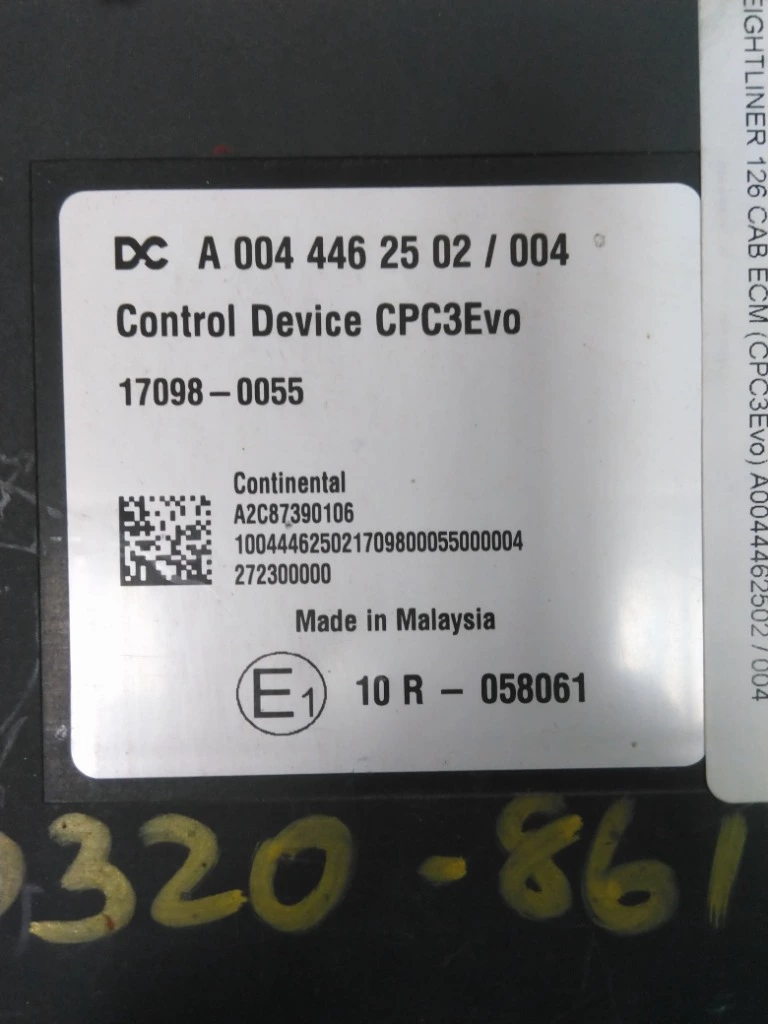 DC A 004 446 25 02 / 004
Control Device CPC3Evo
17098-0055
Continental
A2C87390106
100444625021709800055000004
272300000
Made in Malaysia
E1 10 R - 058061
EIGHTLINER 126 CAB ECM (CPC3Evo) A0044462502 / 004
320-861